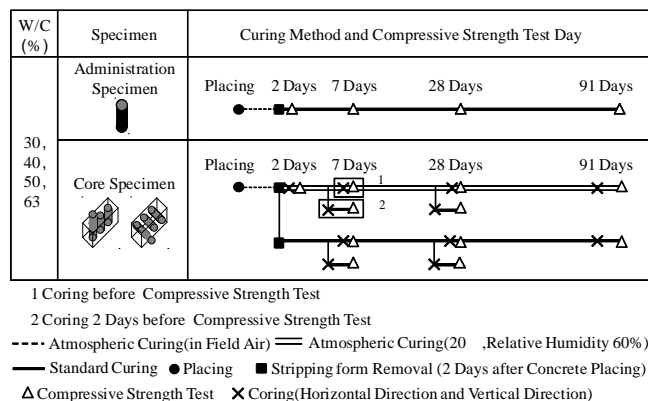 W/C
(%)
Specimen
Curing Method and Compressive Strength Test Day
Administration
Specimen
Placing 2 Days 7 Days 28 Days 91 Days
30,
40,
50,
63
Core Specimen
Placing 2 Days 7 Days 28 Days 91 Days
1
2
1 Coring before Compressive Strength Test
2 Coring 2 Days before Compressive Strength Test
Atmospheric Curing(in Field Air) Atmospheric Curing(20 ,Relative Humidity 60%)
Standard Curing Placing Stripping form Removal (2 Days after Concrete Placing)
Compressive Strength Test Coring(Horizontal Direction and Vertical Direction)